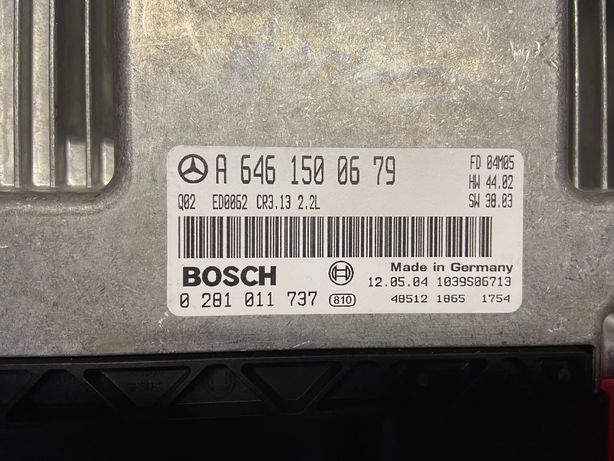 A 646 150 06 79
FD 04M05
HW 44.02
SW 38.03
Q02 ED0062 CR3.13 2.2L
BOSCH
Made in Germany
12.05.04 1039S06713
0 281 011 737 810
48512 1865 1754